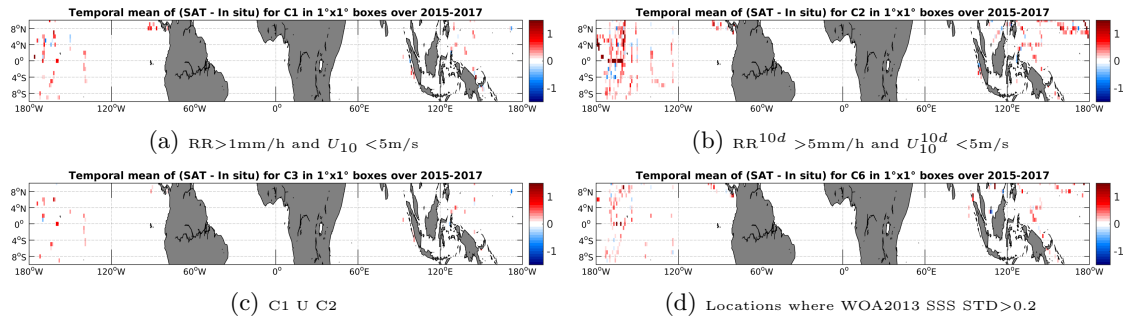 Temporal mean of (SAT - In situ) for C1 in 1°x1° boxes over 2015-2017
8°N
4°N
0°
4°S
8°S
180°W 120°W 60°W 0° 60°E 120°E 180°W
1
0
-1
(a) RR>1mm/h and U10 <5m/s
Temporal mean of (SAT - In situ) for C2 in 1°x1° boxes over 2015-2017
8°N
4°N
0°
4°S
8°S
180°W 120°W 60°W 0° 60°E 120°E 180°W
1
0
-1
(b) RR^10d >5mm/h and U10^10d <5m/s
Temporal mean of (SAT - In situ) for C3 in 1°x1° boxes over 2015-2017
8°N
4°N
0°
4°S
8°S
180°W 120°W 60°W 0° 60°E 120°E 180°W
1
0
-1
(c) C1 U C2
Temporal mean of (SAT - In situ) for C6 in 1°x1° boxes over 2015-2017
8°N
4°N
0°
4°S
8°S
180°W 120°W 60°W 0° 60°E 120°E 180°W
1
0
-1
(d) Locations where WOA2013 SSS STD>0.2